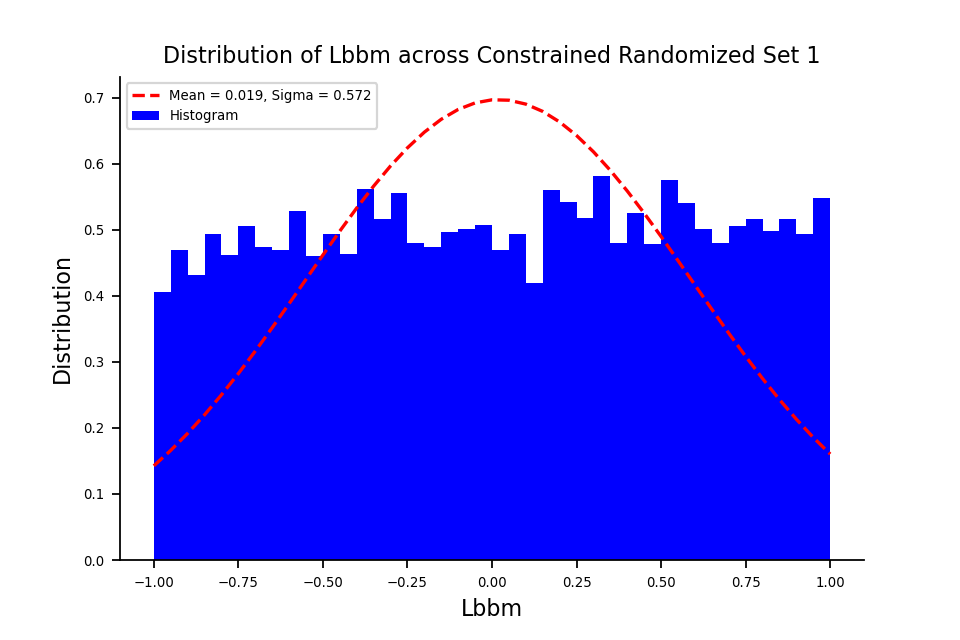 Distribution of Lbbm across Constrained Randomized Set 1
Mean = 0.019, Sigma = 0.572
Histogram
Distribution
0.7
0.6
0.5
0.4
0.3
0.2
0.1
0.0
−1.00 −0.75 −0.50 −0.25 0.00 0.25 0.50 0.75 1.00
Lbbm